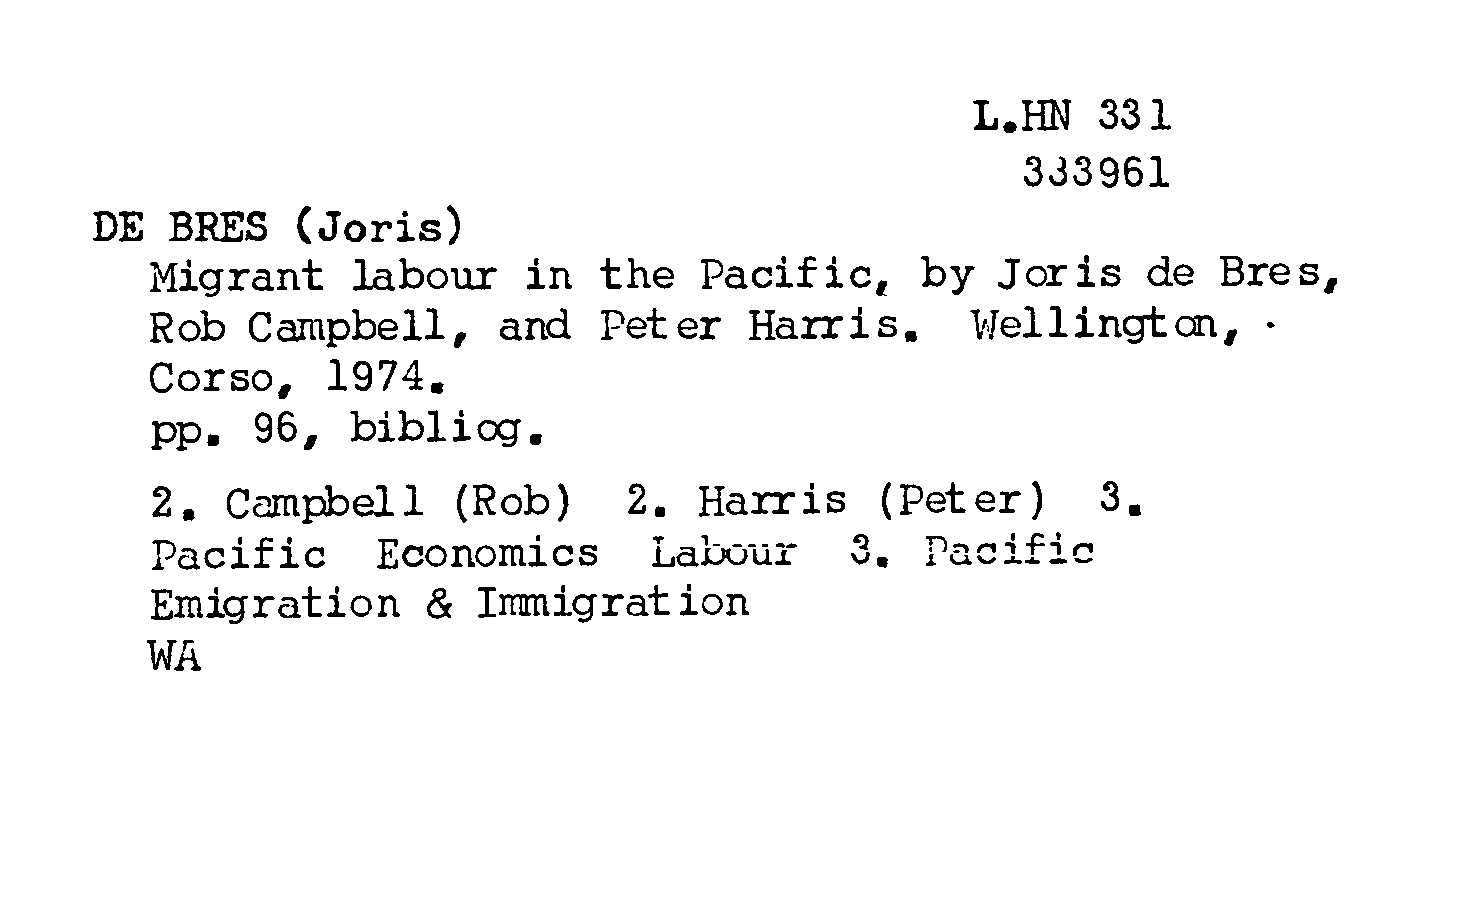 L.HN 331
333961
DE BRES (Joris)
Migrant labour in the Pacific, by Joris de Bres,
Rob Campbell, and Peter Harris. Wellington,
Corso, 1974.
pp. 96, bibliog.
2. Campbell (Rob) 2. Harris (Peter) 3.
Pacific Economics Labour 3. Pacific
Emigration & Immigration
WA